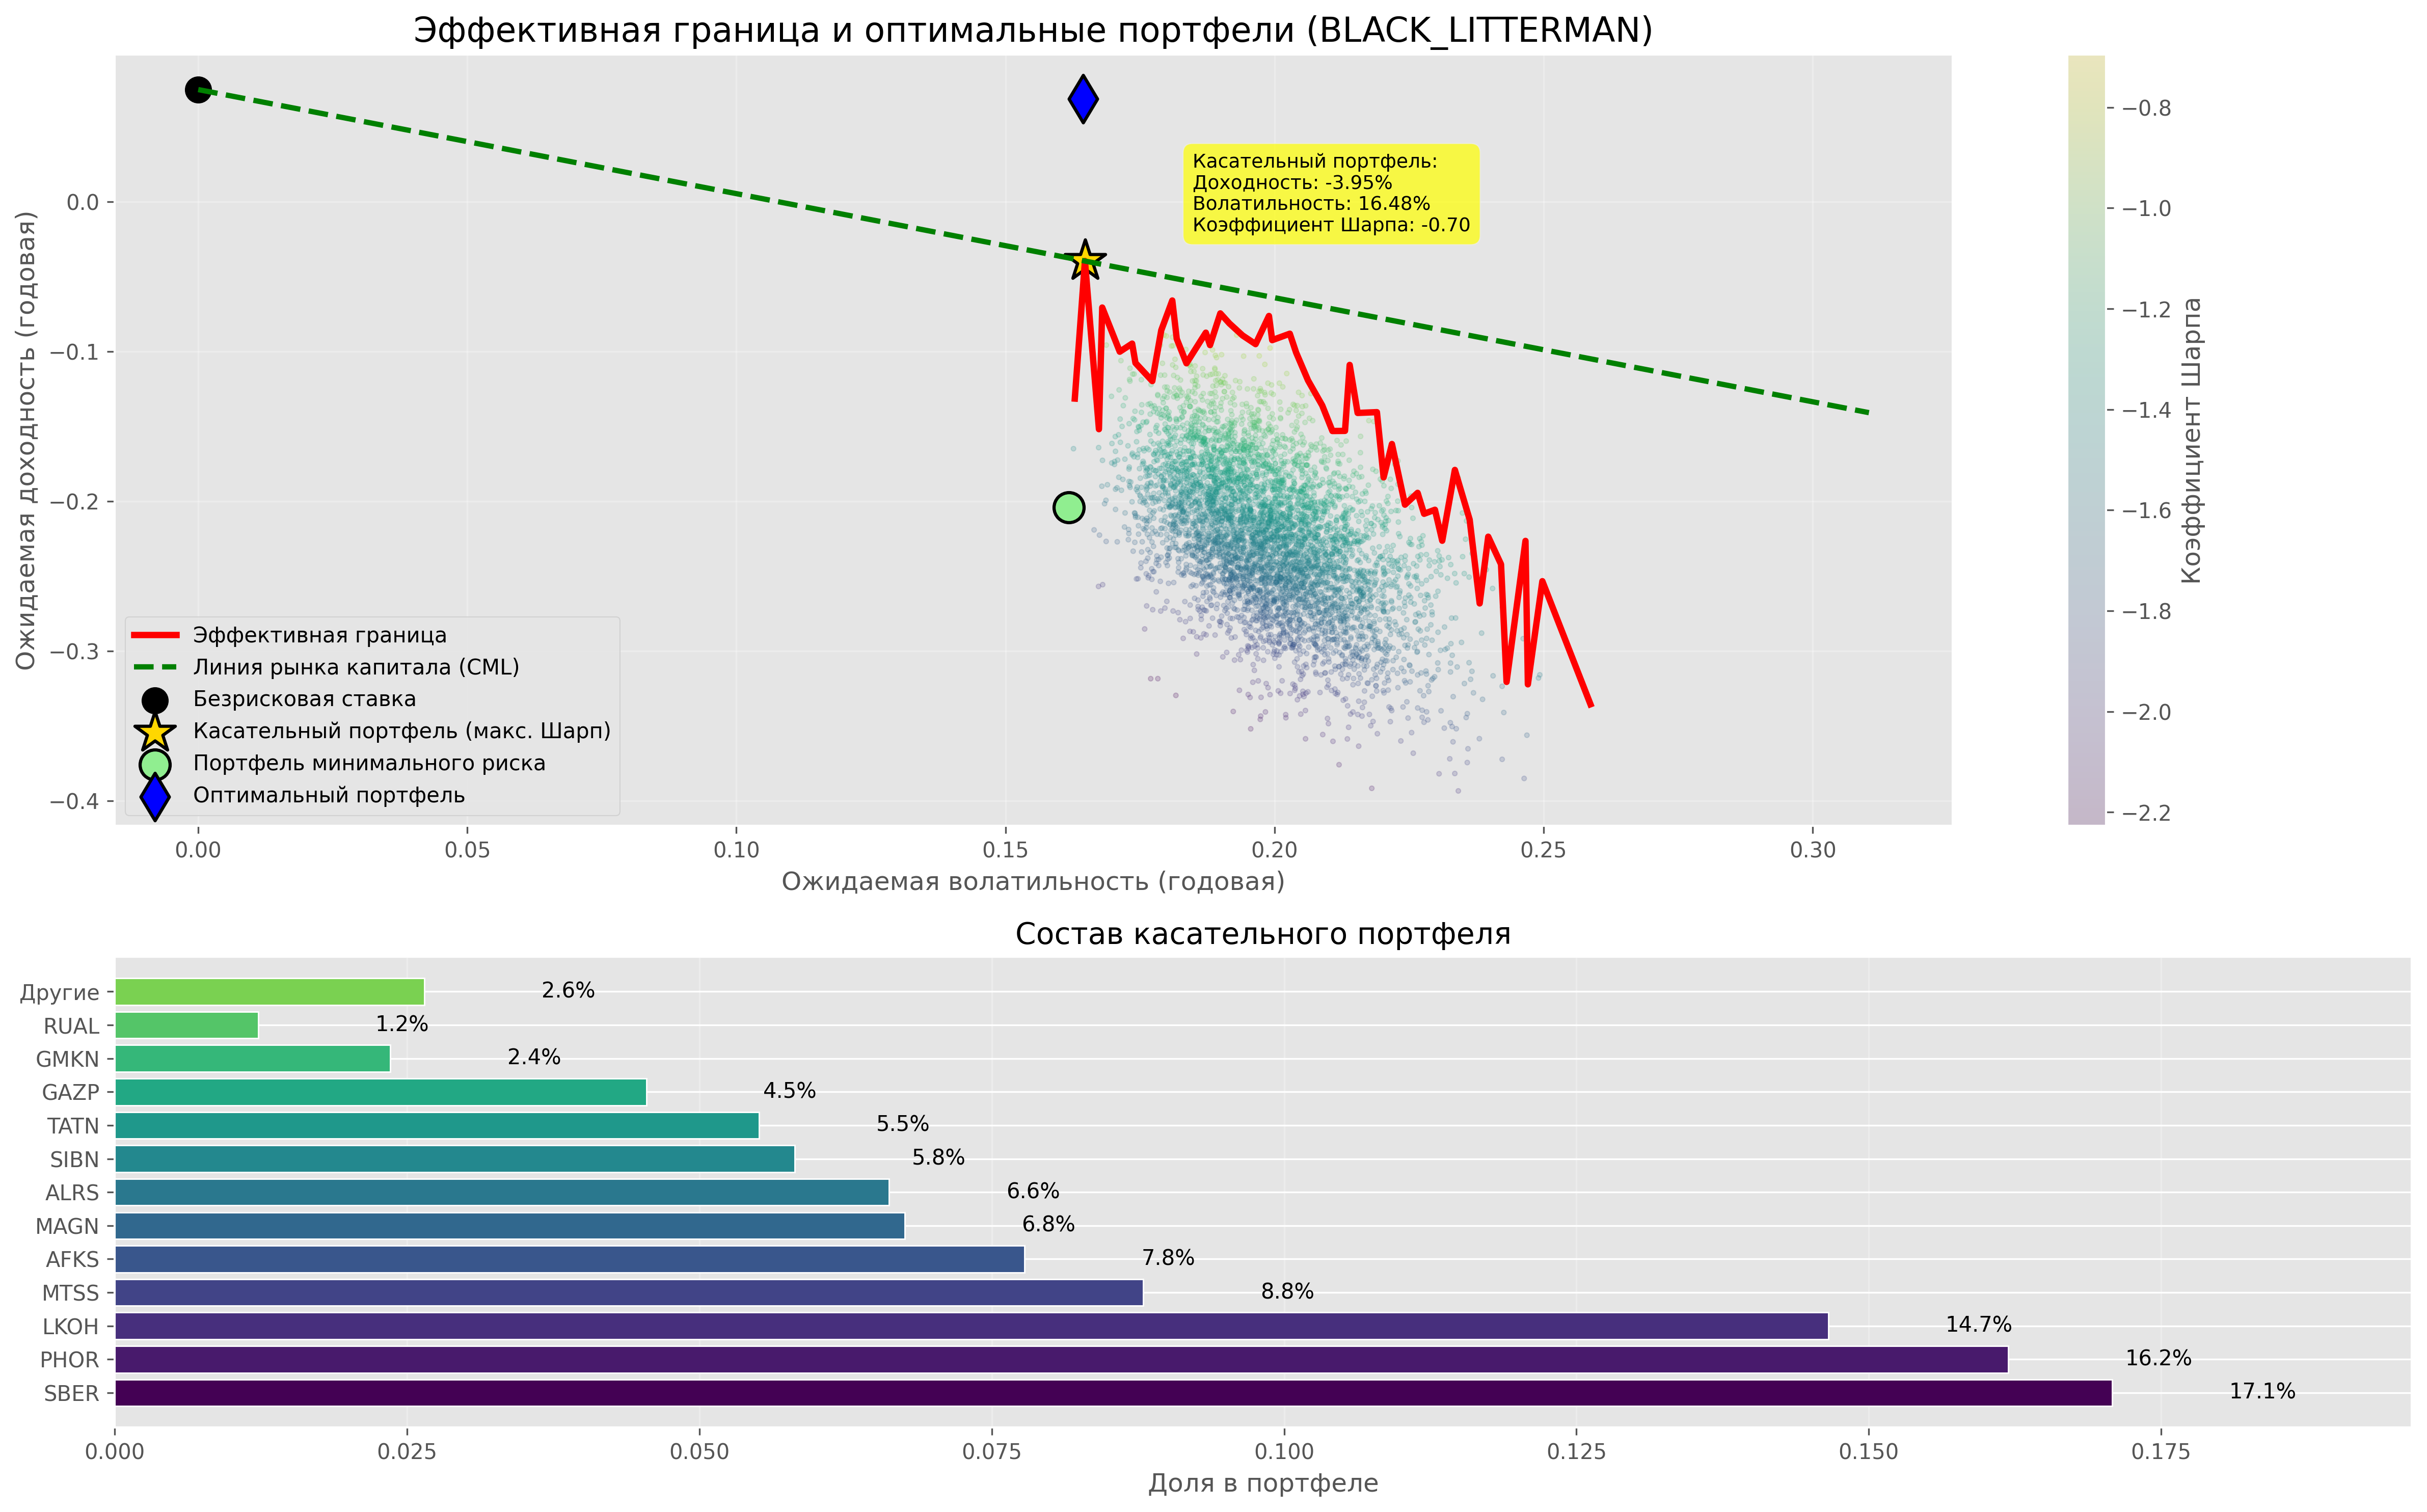 Эффективная граница и оптимальные портфели (BLACK_LITTERMAN)
Ожидаемая доходность (годовая)
0.0
−0.1
−0.2
−0.3
−0.4
Касательный портфель:
Доходность: -3.95%
Волатильность: 16.48%
Коэффициент Шарпа: -0.70
Эффективная граница
Линия рынка капитала (CML)
Безрисковая ставка
Касательный портфель (макс. Шарп)
Портфель минимального риска
Оптимальный портфель
0.00 0.05 0.10 0.15 0.20 0.25 0.30
Ожидаемая волатильность (годовая)
−0.8
−1.0
−1.2
−1.4
−1.6
−1.8
−2.0
−2.2
Коэффициент Шарпа
Состав касательного портфеля
Другие 2.6%
RUAL 1.2%
GMKN 2.4%
GAZP 4.5%
TATN 5.5%
SIBN 5.8%
ALRS 6.6%
MAGN 6.8%
AFKS 7.8%
MTSS 8.8%
LKOH 14.7%
PHOR 16.2%
SBER 17.1%
0.000 0.025 0.050 0.075 0.100 0.125 0.150 0.175
Доля в портфеле